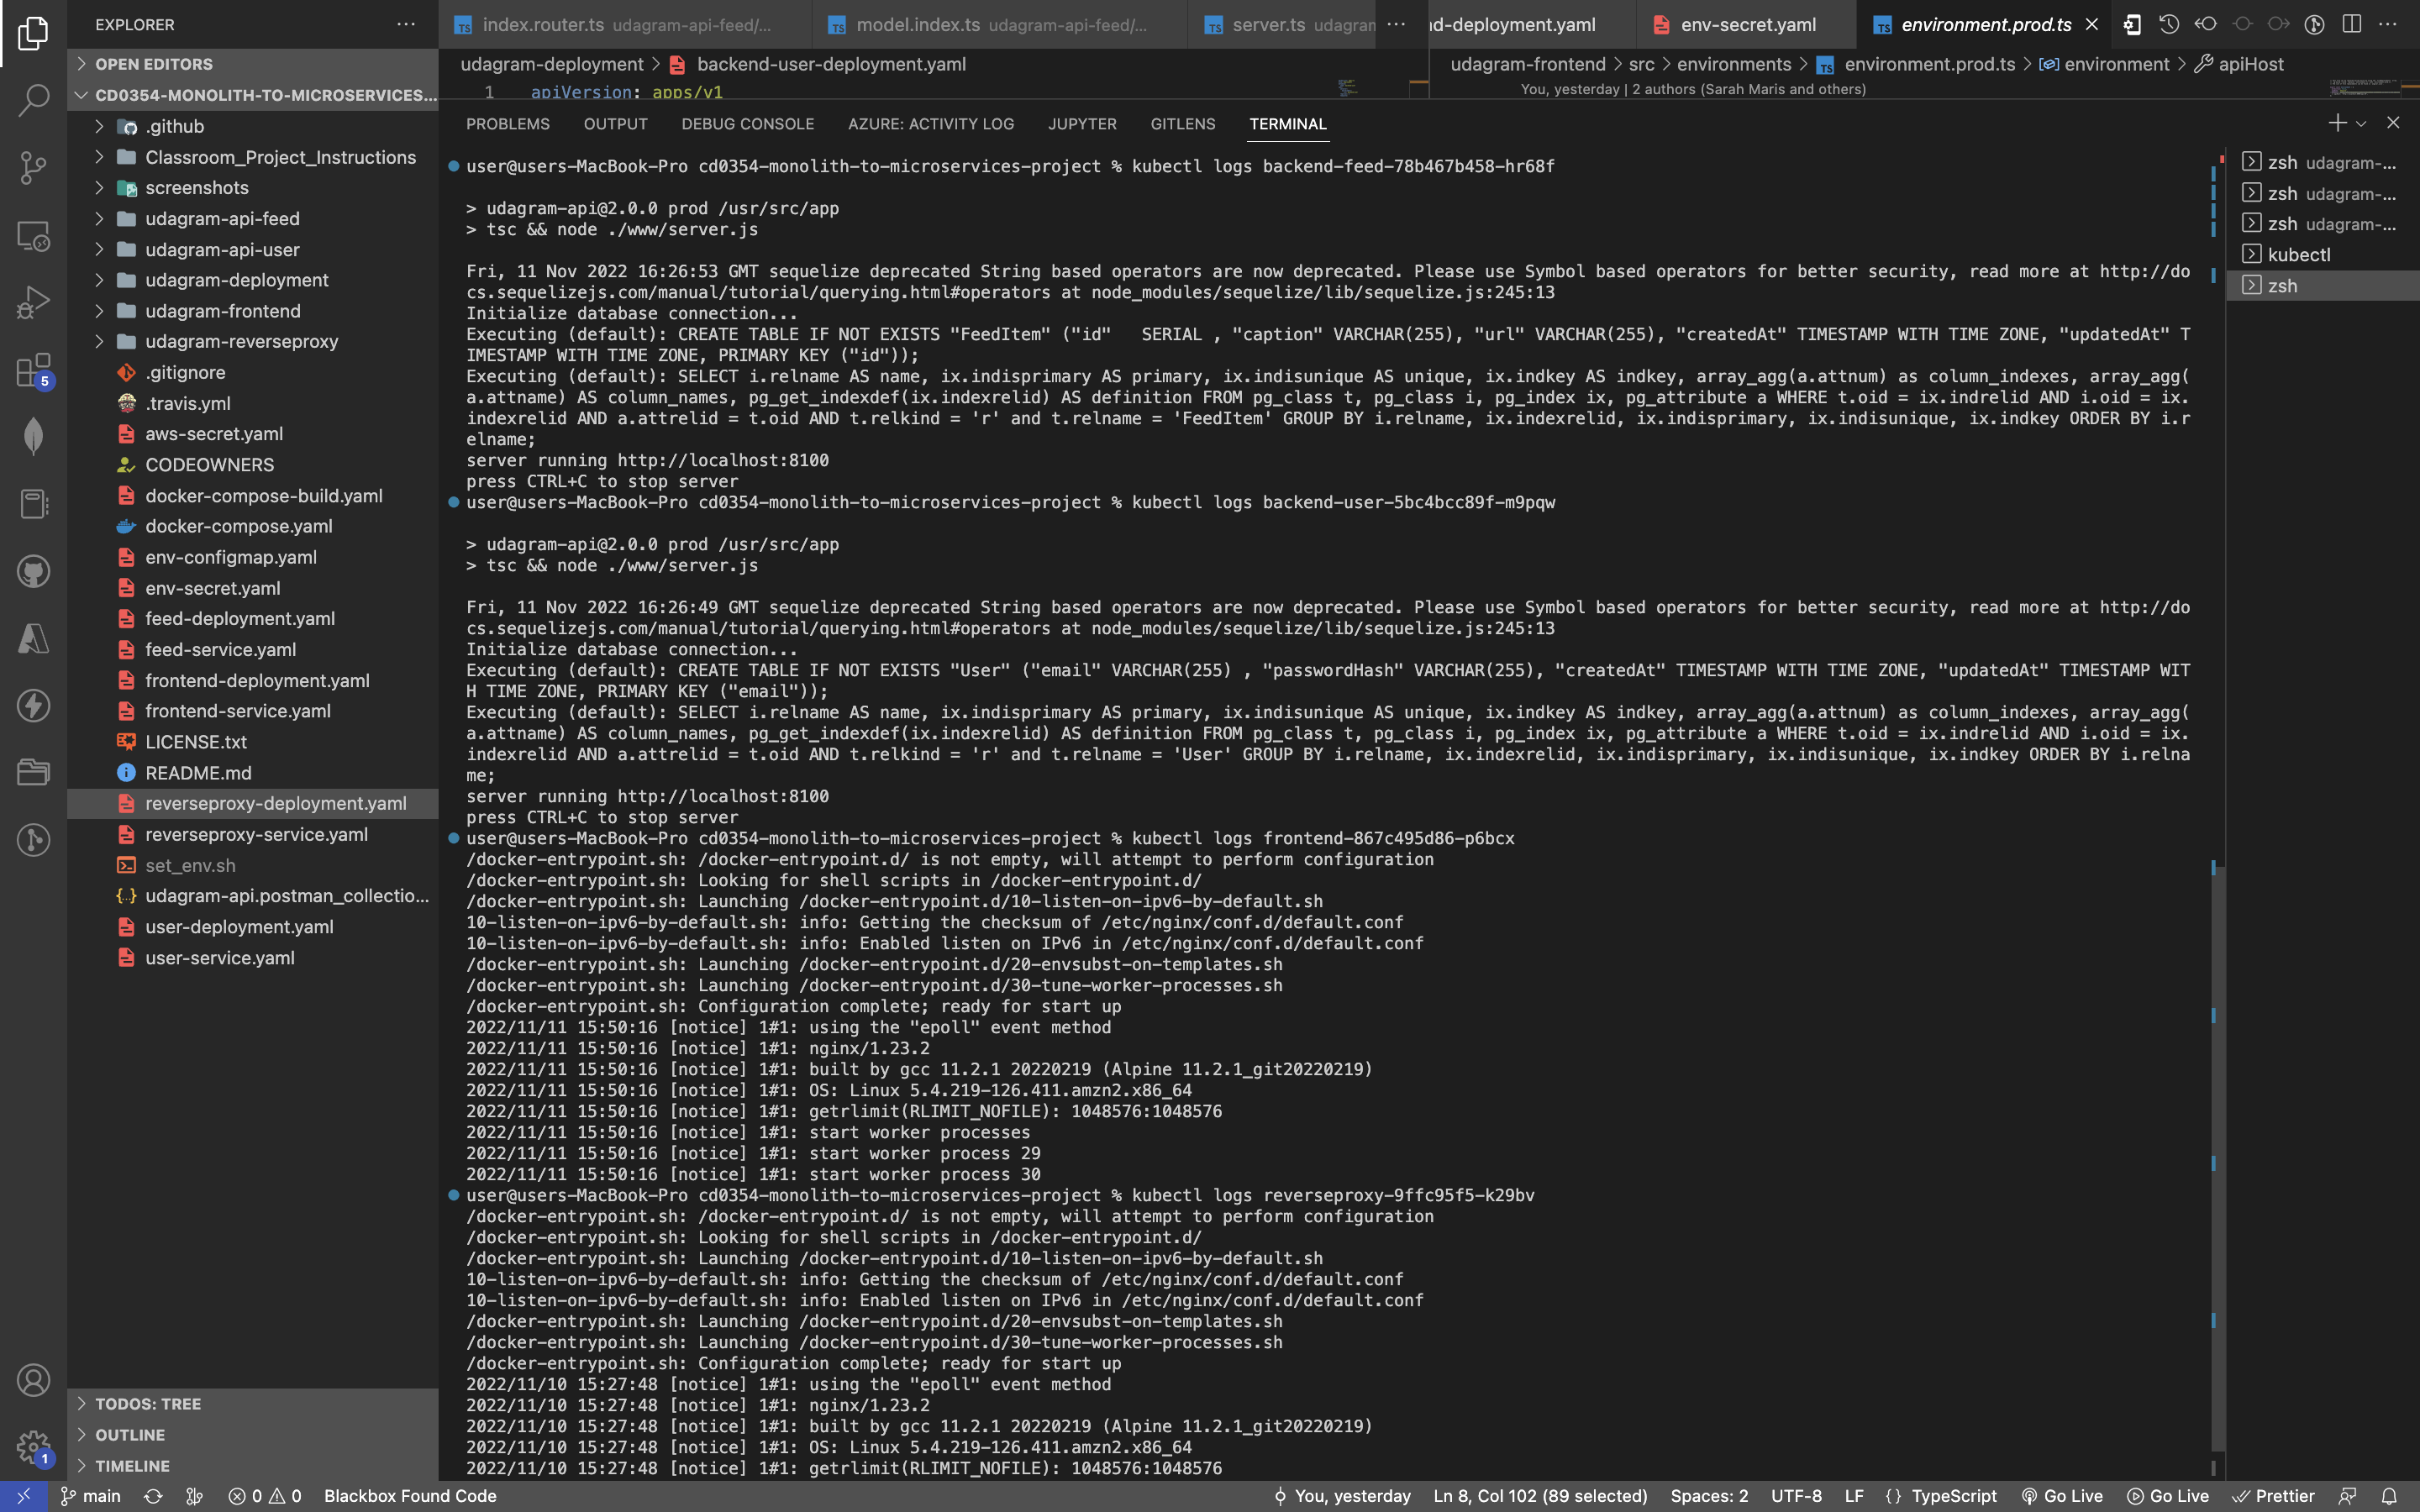 EXPLORER
OPEN EDITORS
CD0354-MONOLITH-TO-MICROSERVICES...
.github
Classroom_Project_Instructions
screenshots
udagram-api-feed
udagram-api-user
udagram-deployment
udagram-frontend
udagram-reverseproxy
.gitignore
.travis.yml
aws-secret.yaml
CODEOWNERS
docker-compose-build.yaml
docker-compose.yaml
env-configmap.yaml
env-secret.yaml
feed-deployment.yaml
feed-service.yaml
frontend-deployment.yaml
frontend-service.yaml
LICENSE.txt
README.md
reverseproxy-deployment.yaml
reverseproxy-service.yaml
set_env.sh
udagram-api.postman_collectio...
user-deployment.yaml
user-service.yaml
TODOS: TREE
OUTLINE
TIMELINE
5
1
index.router.ts udagram-api-feed/...
model.index.ts udagram-api-feed/...
server.ts udagram
d-deployment.yaml
env-secret.yaml
environment.prod.ts
udagram-deployment > backend-user-deployment.yaml
1 apiVersion: apps/v1
udagram-frontend > src > environments > environment.prod.ts > environment > apiHost
You, yesterday | 2 authors (Sarah Maris and others)
PROBLEMS OUTPUT DEBUG CONSOLE AZURE: ACTIVITY LOG JUPYTER GITLENS TERMINAL
user@users-MacBook-Pro cd0354-monolith-to-microservices-project % kubectl logs backend-feed-78b467b458-hr68f
> udagram-api@2.0.0 prod /usr/src/app
> tsc && node ./www/server.js
Fri, 11 Nov 2022 16:26:53 GMT sequelize deprecated String based operators are now deprecated. Please use Symbol based operators for better security, read more at http://do
cs.sequelizejs.com/manual/tutorial/querying.html#operators at node_modules/sequelize/lib/sequelize.js:245:13
Initialize database connection...
Executing (default): CREATE TABLE IF NOT EXISTS "FeedItem" ("id"   SERIAL , "caption" VARCHAR(255), "url" VARCHAR(255), "createdAt" TIMESTAMP WITH TIME ZONE, "updatedAt" T
IMESTAMP WITH TIME ZONE, PRIMARY KEY ("id"));
Executing (default): SELECT i.relname AS name, ix.indisprimary AS primary, ix.indisunique AS unique, ix.indkey AS indkey, array_agg(a.attnum) as column_indexes, array_agg(
a.attname) AS column_names, pg_get_indexdef(ix.indexrelid) AS definition FROM pg_class t, pg_class i, pg_index ix, pg_attribute a WHERE t.oid = ix.indrelid AND i.oid = ix.
indexrelid AND a.attrelid = t.oid AND t.relkind = 'r' and t.relname = 'FeedItem' GROUP BY i.relname, ix.indexrelid, ix.indisprimary, ix.indisunique, ix.indkey ORDER BY i.r
elname;
server running http://localhost:8100
press CTRL+C to stop server
user@users-MacBook-Pro cd0354-monolith-to-microservices-project % kubectl logs backend-user-5bc4bcc89f-m9pqw
> udagram-api@2.0.0 prod /usr/src/app
> tsc && node ./www/server.js
Fri, 11 Nov 2022 16:26:49 GMT sequelize deprecated String based operators are now deprecated. Please use Symbol based operators for better security, read more at http://do
cs.sequelizejs.com/manual/tutorial/querying.html#operators at node_modules/sequelize/lib/sequelize.js:245:13
Initialize database connection...
Executing (default): CREATE TABLE IF NOT EXISTS "User" ("email" VARCHAR(255) , "passwordHash" VARCHAR(255), "createdAt" TIMESTAMP WITH TIME ZONE, "updatedAt" TIMESTAMP WIT
H TIME ZONE, PRIMARY KEY ("email"));
Executing (default): SELECT i.relname AS name, ix.indisprimary AS primary, ix.indisunique AS unique, ix.indkey AS indkey, array_agg(a.attnum) as column_indexes, array_agg(
a.attname) AS column_names, pg_get_indexdef(ix.indexrelid) AS definition FROM pg_class t, pg_class i, pg_index ix, pg_attribute a WHERE t.oid = ix.indrelid AND i.oid = ix.
indexrelid AND a.attrelid = t.oid AND t.relkind = 'r' and t.relname = 'User' GROUP BY i.relname, ix.indexrelid, ix.indisprimary, ix.indisunique, ix.indkey ORDER BY i.relna
me;
server running http://localhost:8100
press CTRL+C to stop server
user@users-MacBook-Pro cd0354-monolith-to-microservices-project % kubectl logs frontend-867c495d86-p6bcx
/docker-entrypoint.sh: /docker-entrypoint.d/ is not empty, will attempt to perform configuration
/docker-entrypoint.sh: Looking for shell scripts in /docker-entrypoint.d/
/docker-entrypoint.sh: Launching /docker-entrypoint.d/10-listen-on-ipv6-by-default.sh
10-listen-on-ipv6-by-default.sh: info: Getting the checksum of /etc/nginx/conf.d/default.conf
10-listen-on-ipv6-by-default.sh: info: Enabled listen on IPv6 in /etc/nginx/conf.d/default.conf
/docker-entrypoint.sh: Launching /docker-entrypoint.d/20-envsubst-on-templates.sh
/docker-entrypoint.sh: Launching /docker-entrypoint.d/30-tune-worker-processes.sh
/docker-entrypoint.sh: Configuration complete; ready for start up
2022/11/11 15:50:16 [notice] 1#1: using the "epoll" event method
2022/11/11 15:50:16 [notice] 1#1: nginx/1.23.2
2022/11/11 15:50:16 [notice] 1#1: built by gcc 11.2.1 20220219 (Alpine 11.2.1_git20220219)
2022/11/11 15:50:16 [notice] 1#1: OS: Linux 5.4.219-126.411.amzn2.x86_64
2022/11/11 15:50:16 [notice] 1#1: getrlimit(RLIMIT_NOFILE): 1048576:1048576
2022/11/11 15:50:16 [notice] 1#1: start worker processes
2022/11/11 15:50:16 [notice] 1#1: start worker process 29
2022/11/11 15:50:16 [notice] 1#1: start worker process 30
user@users-MacBook-Pro cd0354-monolith-to-microservices-project % kubectl logs reverseproxy-9ffc95f5-k29bv
/docker-entrypoint.sh: /docker-entrypoint.d/ is not empty, will attempt to perform configuration
/docker-entrypoint.sh: Looking for shell scripts in /docker-entrypoint.d/
/docker-entrypoint.sh: Launching /docker-entrypoint.d/10-listen-on-ipv6-by-default.sh
10-listen-on-ipv6-by-default.sh: info: Getting the checksum of /etc/nginx/conf.d/default.conf
10-listen-on-ipv6-by-default.sh: info: Enabled listen on IPv6 in /etc/nginx/conf.d/default.conf
/docker-entrypoint.sh: Launching /docker-entrypoint.d/20-envsubst-on-templates.sh
/docker-entrypoint.sh: Launching /docker-entrypoint.d/30-tune-worker-processes.sh
/docker-entrypoint.sh: Configuration complete; ready for start up
2022/11/10 15:27:48 [notice] 1#1: using the "epoll" event method
2022/11/10 15:27:48 [notice] 1#1: nginx/1.23.2
2022/11/10 15:27:48 [notice] 1#1: built by gcc 11.2.1 20220219 (Alpine 11.2.1_git20220219)
2022/11/10 15:27:48 [notice] 1#1: OS: Linux 5.4.219-126.411.amzn2.x86_64
2022/11/10 15:27:48 [notice] 1#1: getrlimit(RLIMIT_NOFILE): 1048576:1048576
zsh udagram-...
zsh udagram-...
zsh udagram-...
kubectl
zsh
main 0 0 Blackbox Found Code You, yesterday Ln 8, Col 102 (89 selected) Spaces: 2 UTF-8 LF {} TypeScript Go Live Go Live Prettier